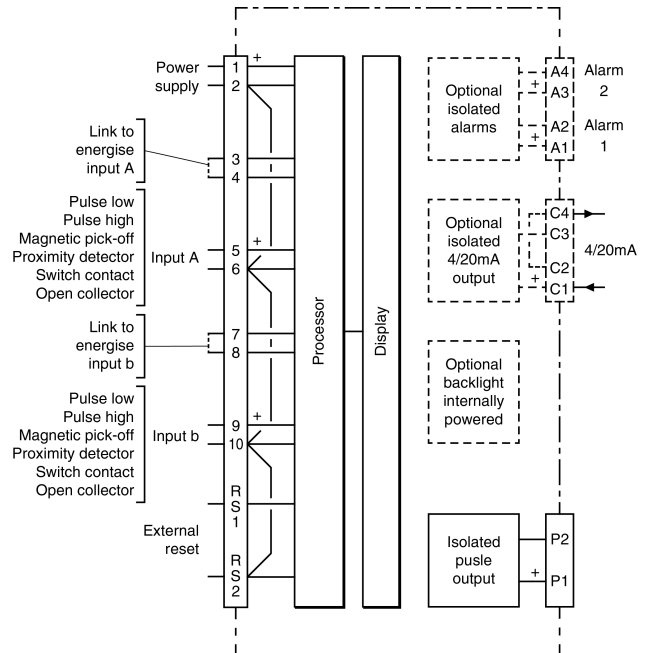 Power
supply
Link to
energise
input A
Pulse low
Pulse high
Magnetic pick-off
Proximity detector
Switch contact
Open collector
Input A
Link to
energise
input b
Pulse low
Pulse high
Magnetic pick-off
Proximity detector
Switch contact
Open collector
Input b
External
reset
1
+
2
3
4
5
+
6
7
8
9
+
10
R
S
1
R
S
2
Processor
Display
Optional
isolated
alarms
+
+
A4
A3
A2
A1
Alarm
2
Alarm
1
Optional
isolated
4/20mA
output
+
C4
C3
C2
C1
4/20mA
Optional
backlight
internally
powered
Isolated
pusle
output
+
P2
P1